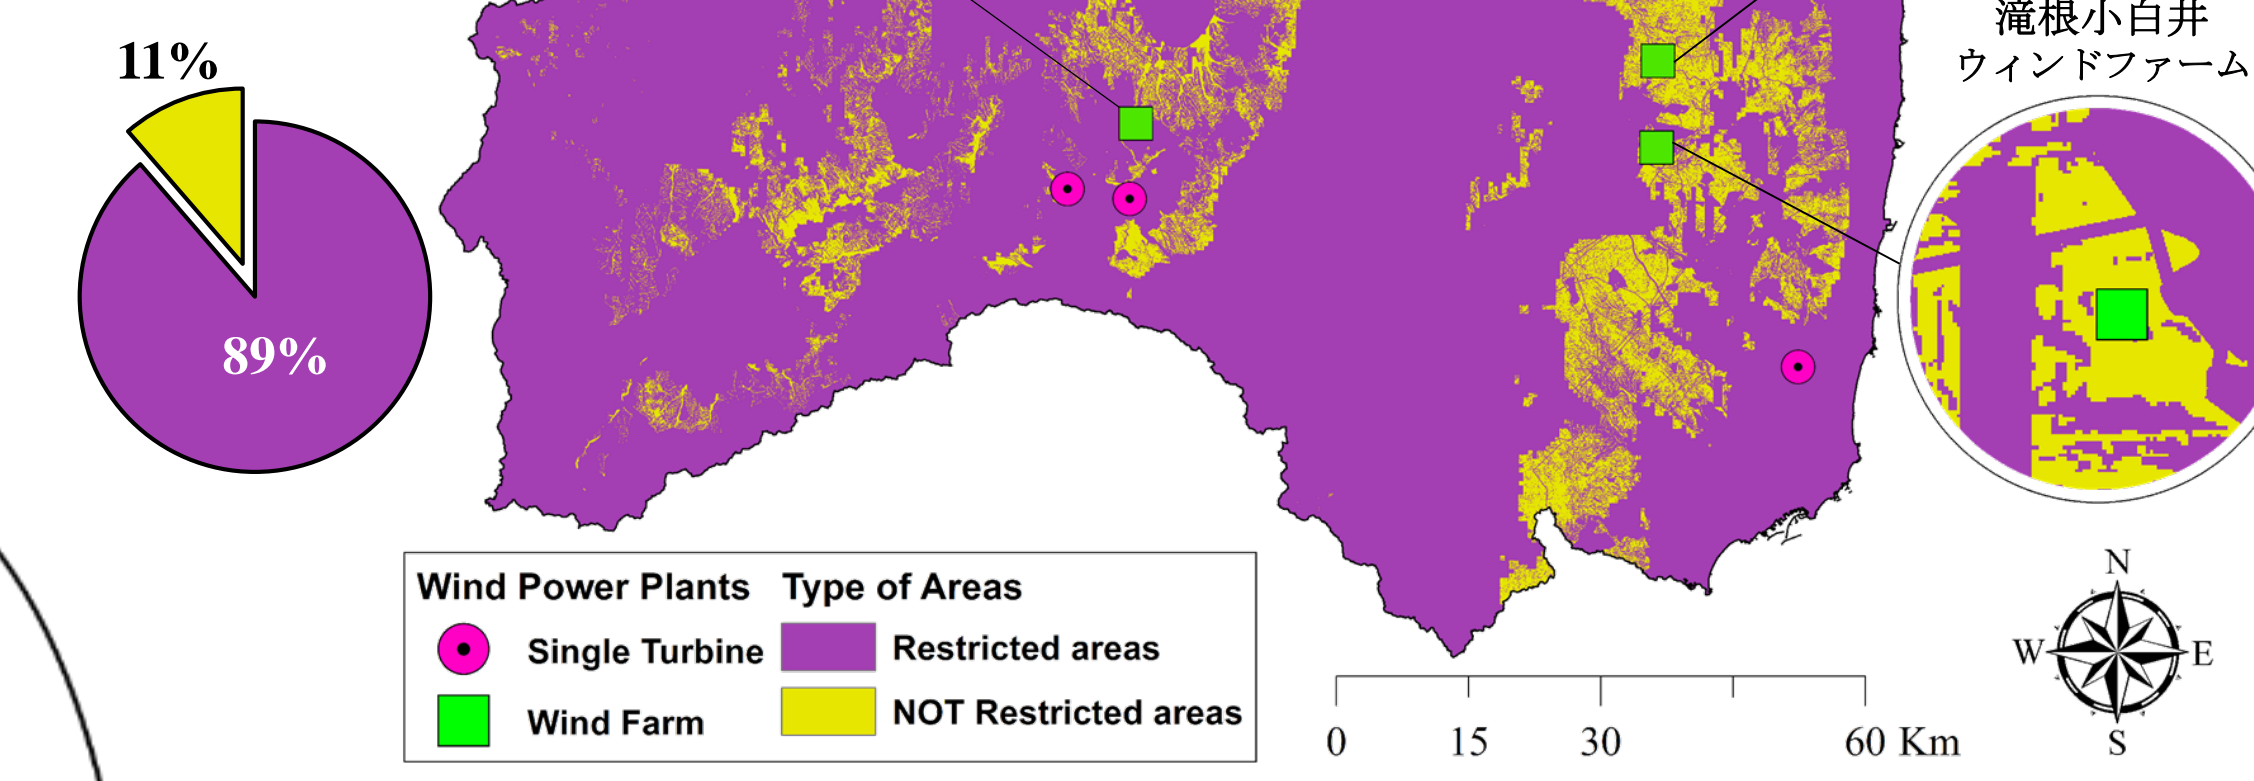 11%
89%
滝根小白井
ウィンドファーム
Wind Power Plants
Single Turbine
Wind Farm
Type of Areas
Restricted areas
NOT Restricted areas
0 15 30 60 Km
N
W E
S